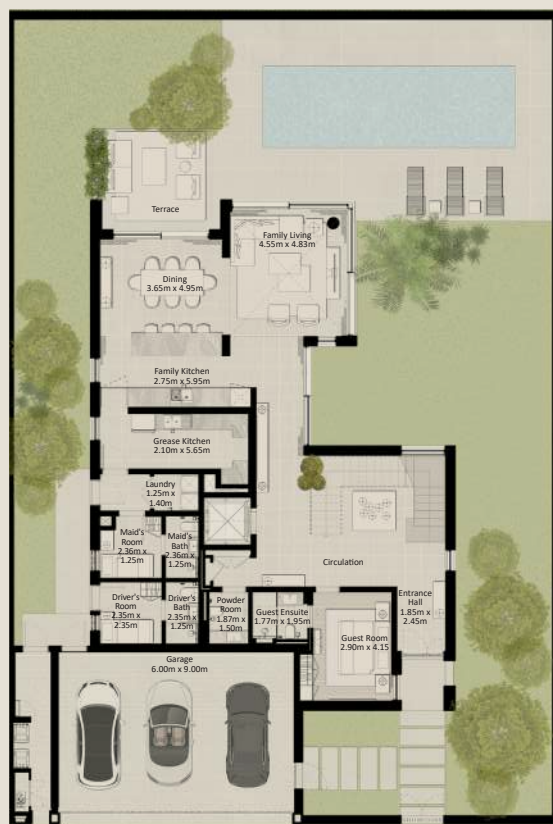 Terrace
Family Living
4.55m x 4.83m
Dining
3.65m x 4.95m
Family Kitchen
2.75m x 5.95m
Grease Kitchen
2.10m x 5.65m
Laundry
1.25m x
1.40m
Maid's
Room
2.36m x
1.25m
Maid's
Bath
2.36m x
1.25m
Circulation
Driver's
Room
2.35m x
2.35m
Driver's
Bath
2.35m x
1.25m
Powder
Room
1.87m x
1.50m
Guest Ensuite
1.77m x 1.95m
Entrance
Hall
1.85m x
2.45m
Guest Room
2.90m x 4.15
Garage
6.00m x 9.00m